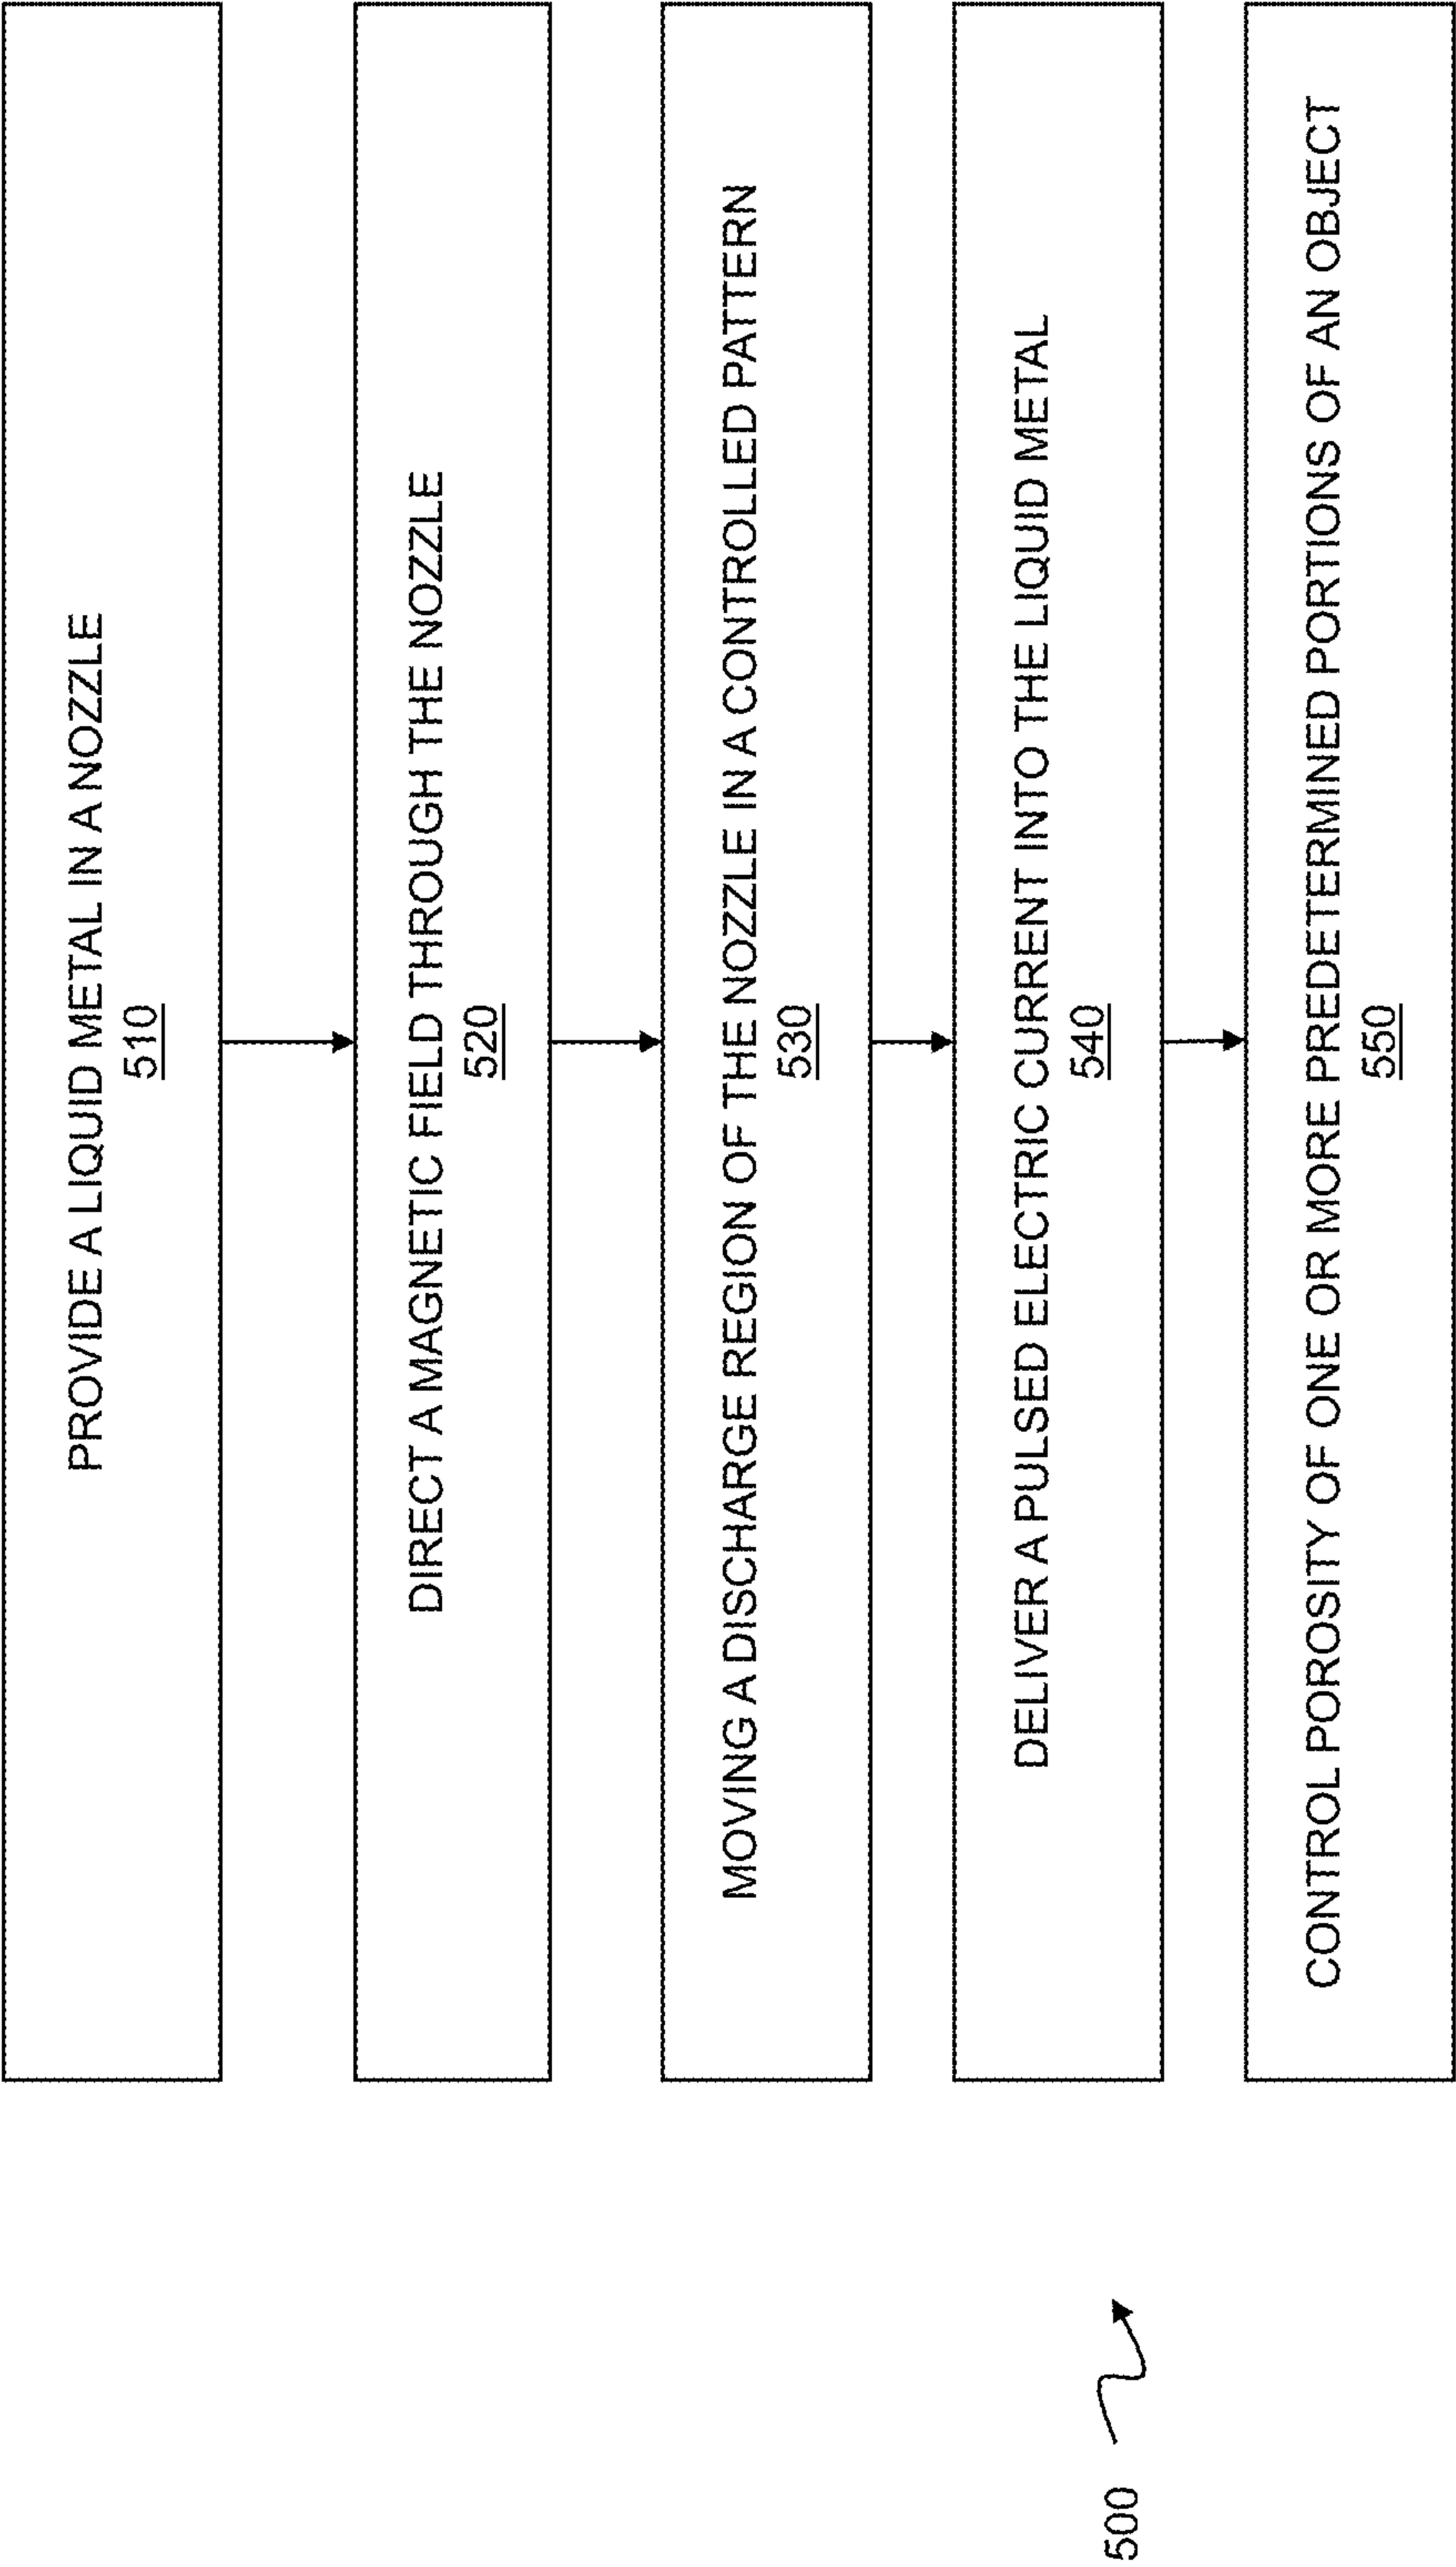 PROVIDE A LIQUID METAL IN A NOZZLE
510
DIRECT A MAGNETIC FIELD THROUGH THE NOZZLE
520
MOVING A DISCHARGE REGION OF THE NOZZLE IN A CONTROLLED PATTERN
530
DELIVER A PULSED ELECTRIC CURRENT INTO THE LIQUID METAL
540
CONTROL POROSITY OF ONE OR MORE PREDETERMINED PORTIONS OF AN OBJECT
550
500